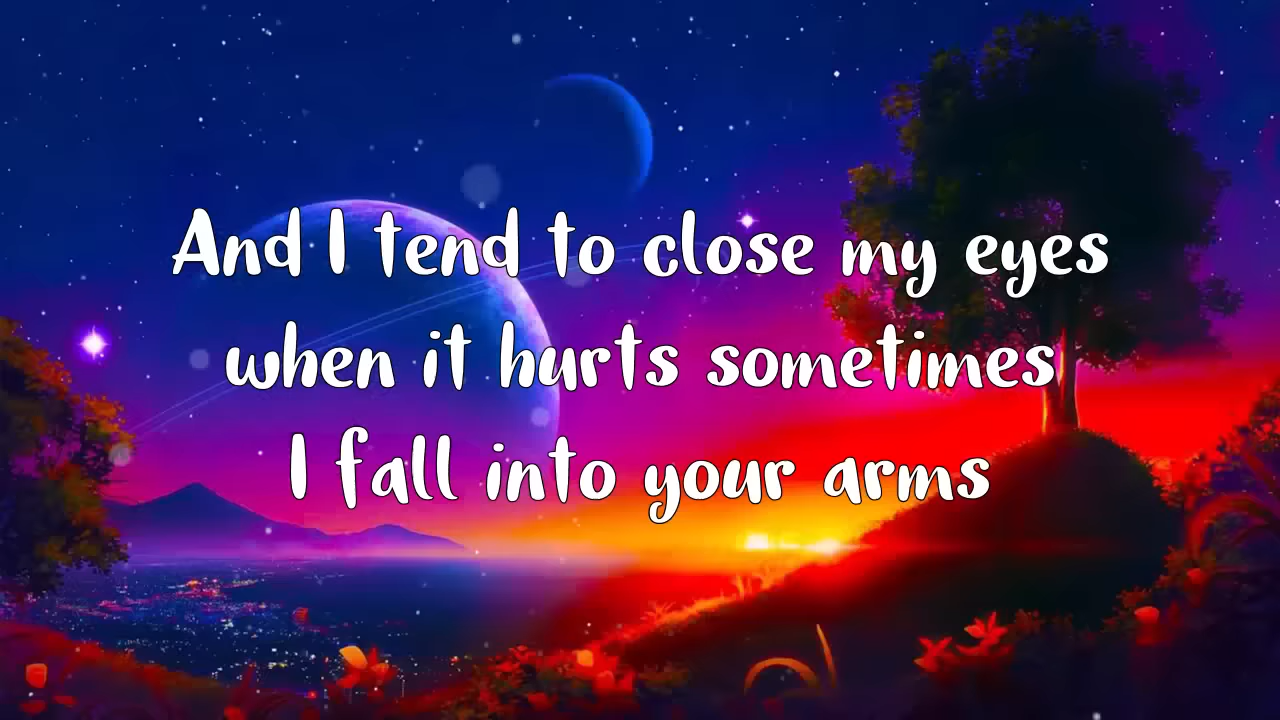 And I tend to close my eyes
when it hurts sometimes
I fall into your arms